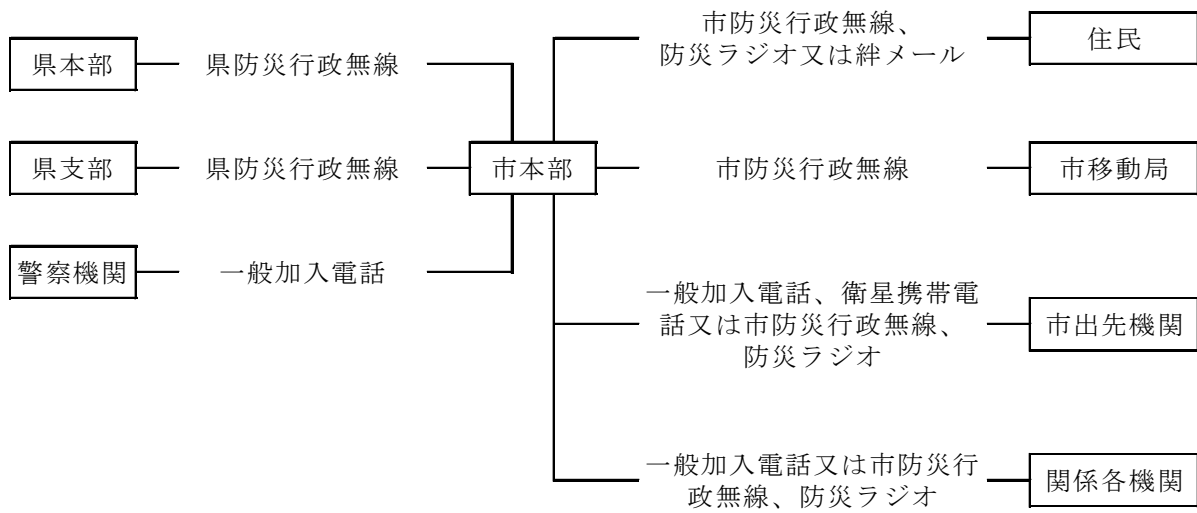 県本部
県防災行政無線
県支部
県防災行政無線
警察機関
一般加入電話
市本部
市防災行政無線、
防災ラジオ又は絆メール
住民
市防災行政無線
市移動局
一般加入電話、衛星携帯電
話又は市防災行政無線、
防災ラジオ
市出先機関
一般加入電話又は市防災行
政無線、防災ラジオ
関係各機関